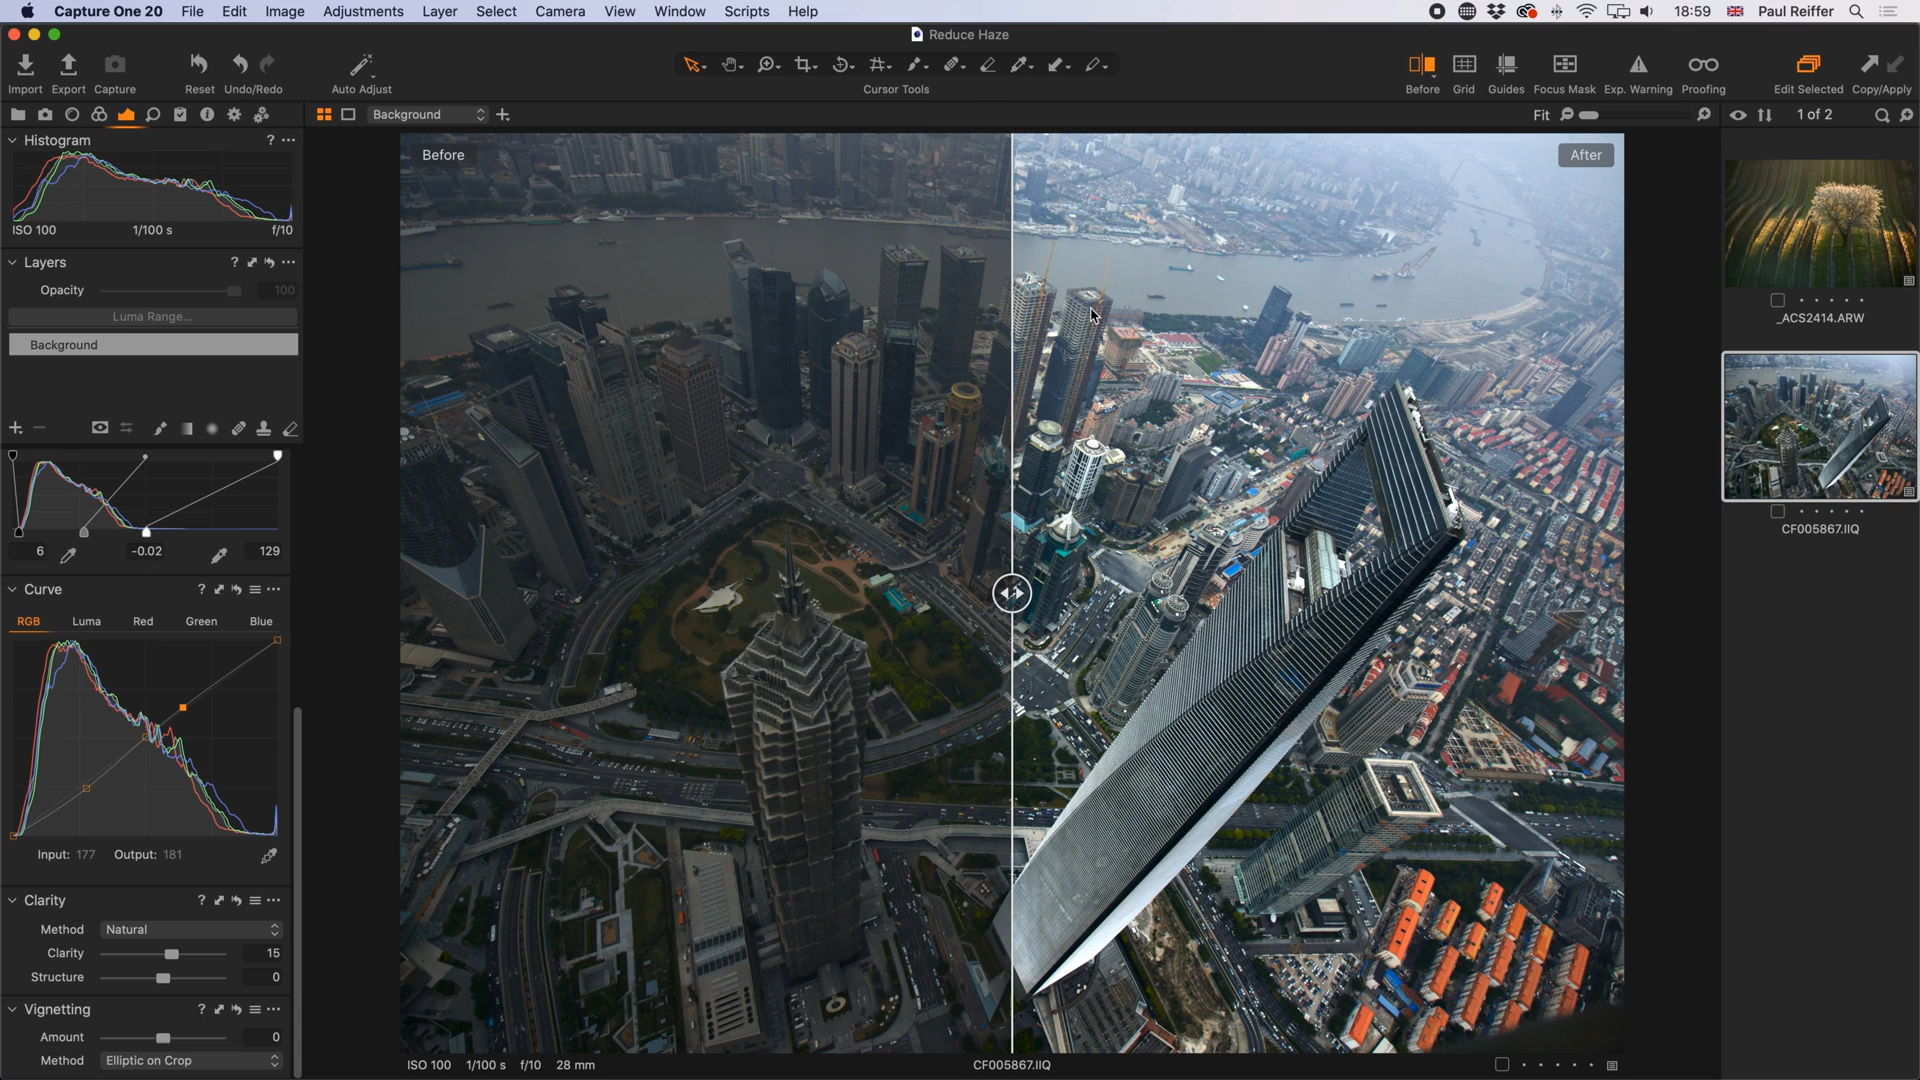 Capture One 20 File Edit Image Adjustments Layer Select Camera View Window Scripts Help 18:59 Paul Reiffer
Reduce Haze
Import Export Capture Reset Undo/Redo Auto Adjust Cursor Tools Before Grid Guides Focus Mask Exp. Warning Proofing Edit Selected Copy/Apply
Background Fit 1 of 2
Histogram ?
ISO 100 1/100 s f/10
Layers ?
Opacity 100
Luma Range...
Background
6 -0.02 129
Curve ?
RGB Luma Red Green Blue
Input: 177 Output: 181
Clarity ?
Method Natural
Clarity 15
Structure 0
Vignetting ?
Amount 0
Method Elliptic on Crop
Before After
ISO 100 1/100 s f/10 28 mm CF005867.IIQ
_ACS2414.ARW
CF005867.IIQ